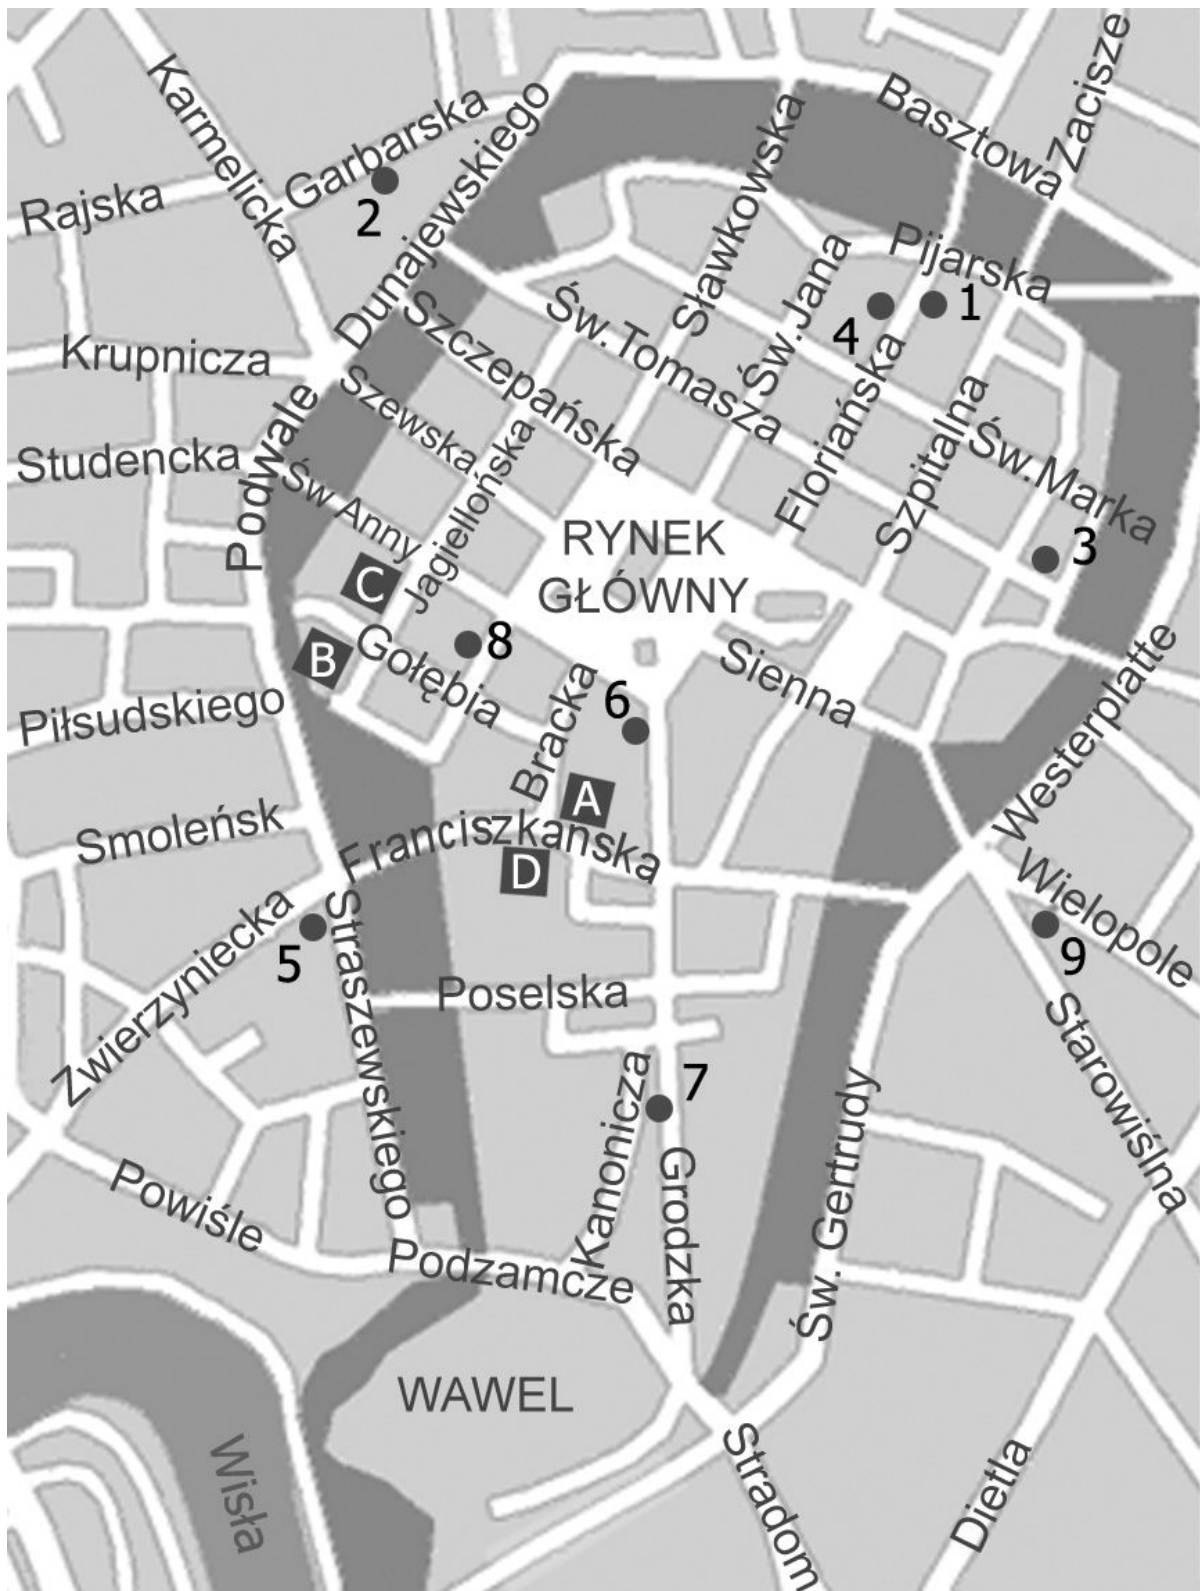 Zacisze
Karmelicka
Basztowa
Garbarska
Dunajewskiego
Sławkowska
Rajska
2
Pijarska
Św.Jana
1
4
Św.Tomasza
Szczepańska
Krupnicza
Floriańska
Szewska
Szpitalna
Podwale
Studencka
Św.Marka
Jagiellońska
Św Anny
RYNEK
GŁÓWNY
3
C
8
B
Gołębia
Sienna
Westerplatte
Piłsudskiego
Bracka
6
A
Smoleńsk
Franciszkańska
D
Wielopole
Zwierzyniecka
Straszewskiego
5
9
Poselska
Starowiślna
Kanonicza
7
Św. Gertrudy
Grodzka
Powiśle
Podzamcze
WAWEL
Wisła
Stradom
Dietla